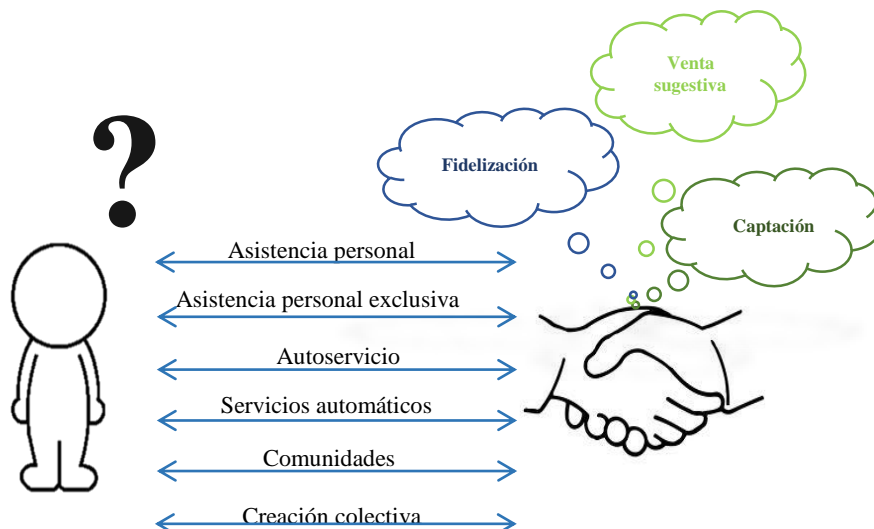 Venta
sugestiva
?
Fidelización
Captación
Asistencia personal
Asistencia personal exclusiva
Autoservicio
Servicios automáticos
Comunidades
Creación colectiva